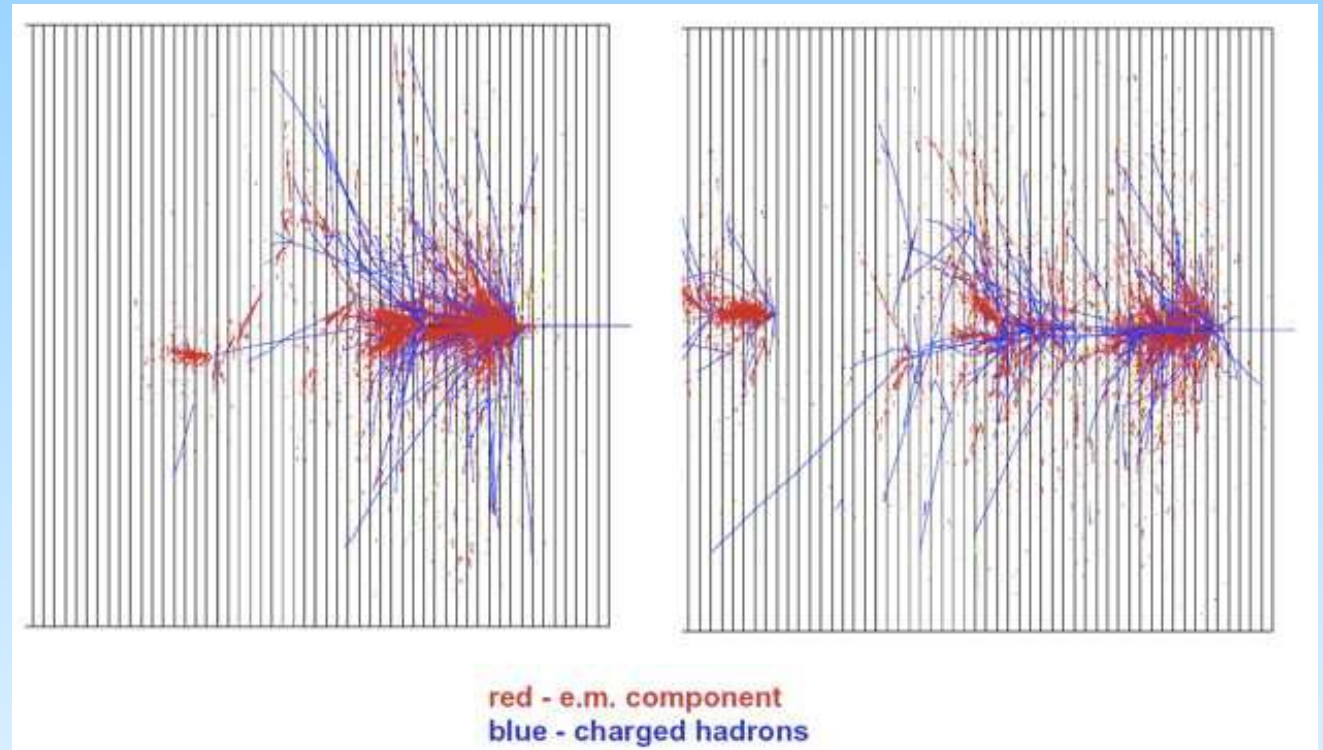 red - e.m. component
blue - charged hadrons